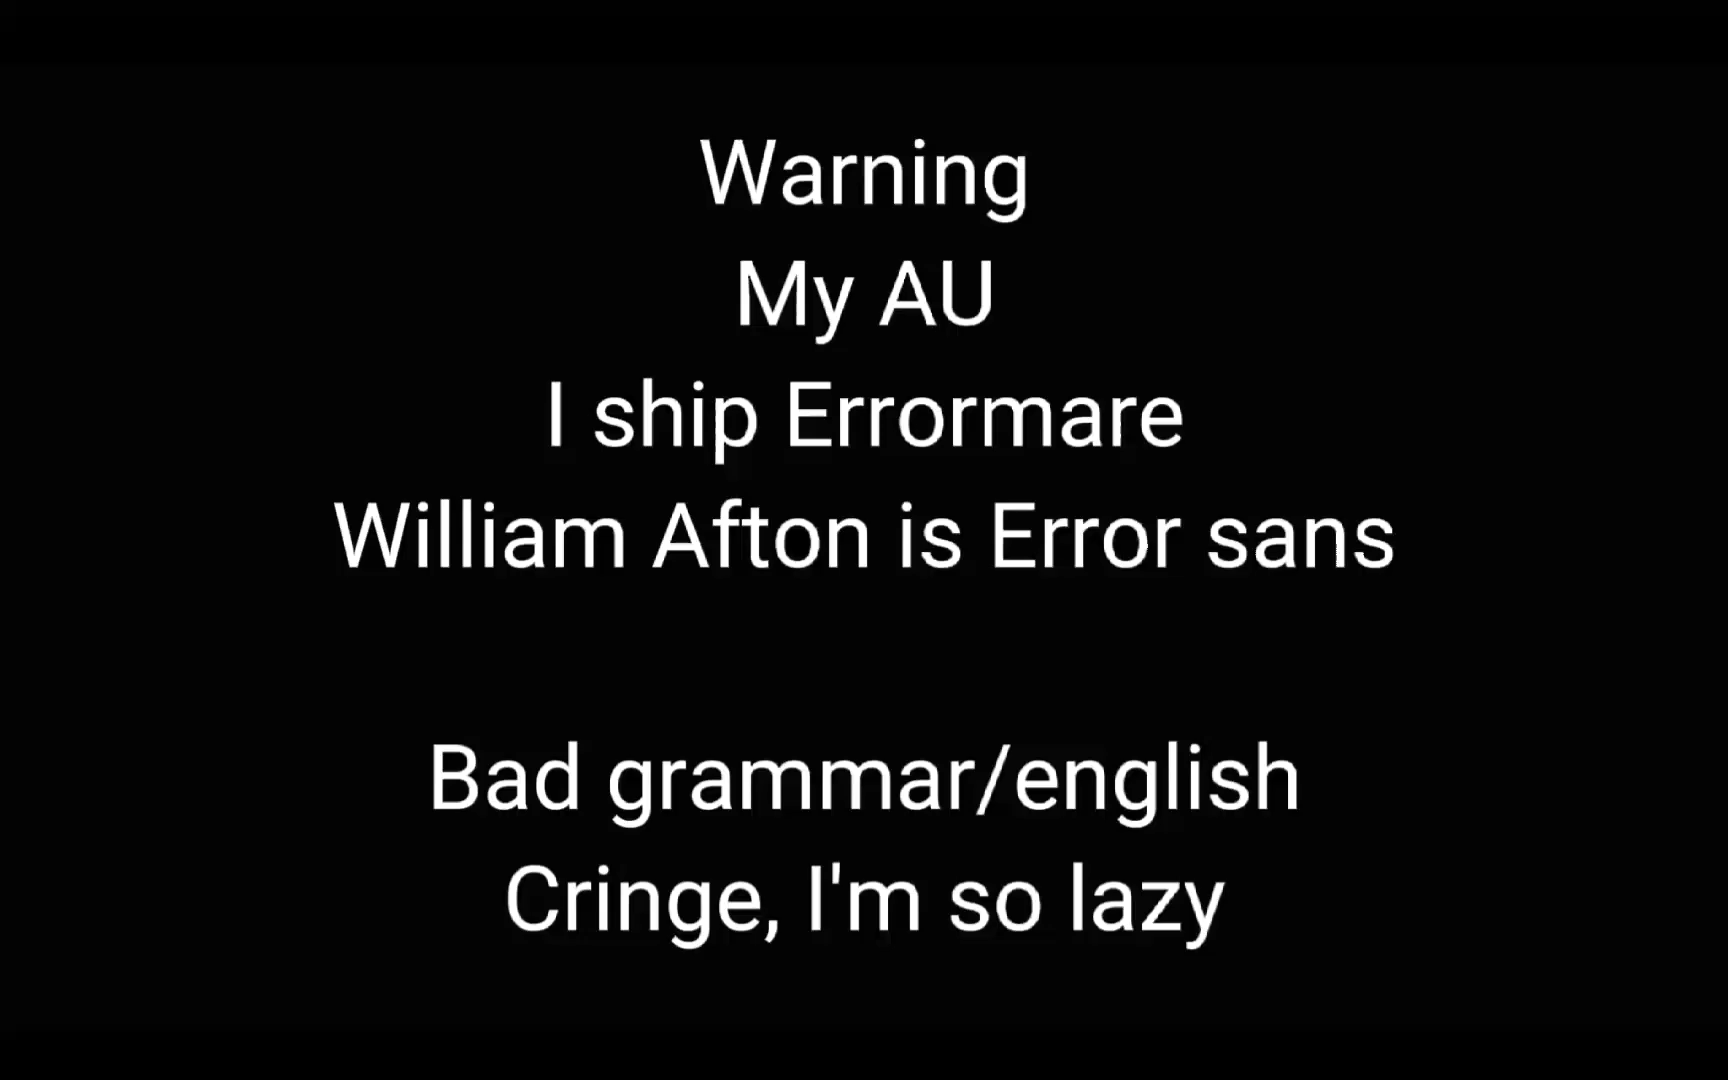 Warning
My AU
I ship Errormare
William Afton is Error sans
Bad grammar/english
Cringe, I'm so lazy